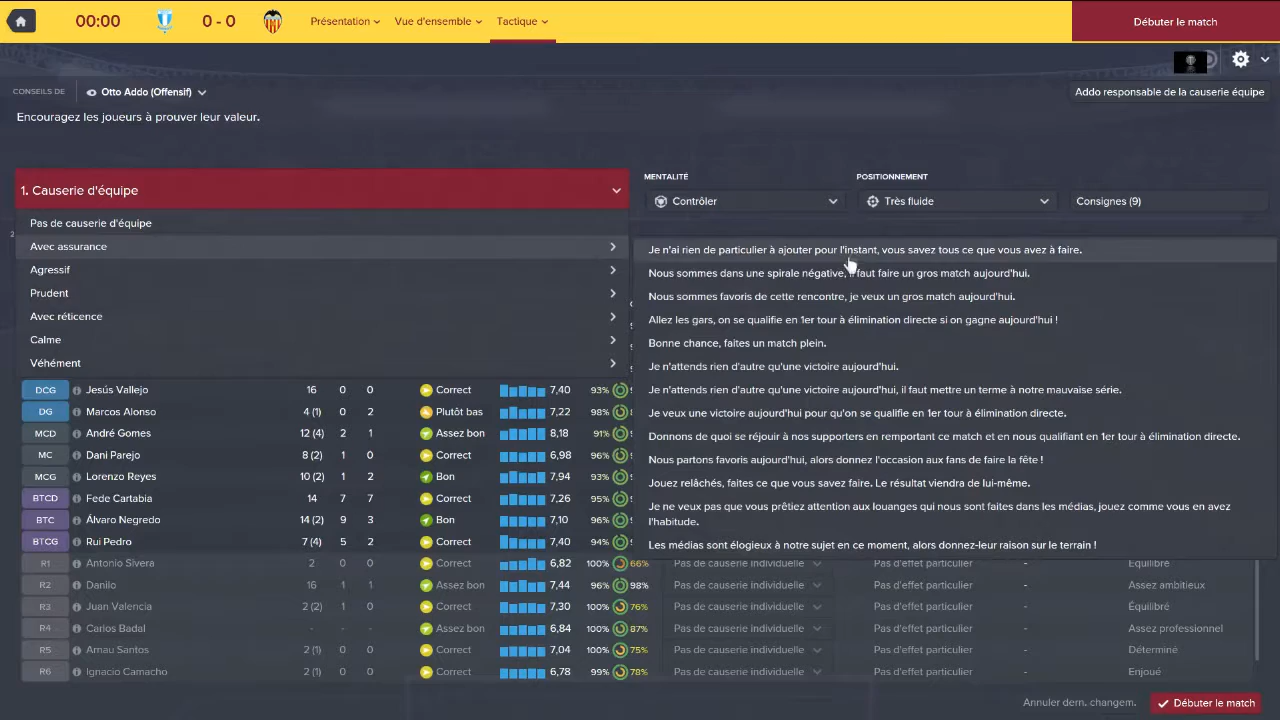 00:00 0 - 0 Présentation Vue d'ensemble Tactique Débuter le match
CONSEILS DE Otto Addo (Offensif) Addo responsable de la causerie équipe
Encouragez les joueurs à prouver leur valeur.
MENTALITÉ POSITIONNEMENT
1. Causerie d'équipe Contrôler Très fluide Consignes (9)
Pas de causerie d'équipe
Avec assurance
Agressif
Prudent
Avec réticence
Calme
Véhément
Je n'ai rien de particulier à ajouter pour l'instant, vous savez tous ce que vous avez à faire.
Nous sommes dans une spirale négative, il faut faire un gros match aujourd'hui.
Nous sommes favoris de cette rencontre, je veux un gros match aujourd'hui.
Allez les gars, on se qualifie en 1er tour à élimination directe si on gagne aujourd'hui !
Bonne chance, faites un match plein.
Je n'attends rien d'autre qu'une victoire aujourd'hui.
Je n'attends rien d'autre qu'une victoire aujourd'hui, il faut mettre un terme à notre mauvaise série.
Je veux une victoire aujourd'hui pour qu'on se qualifie en 1er tour à élimination directe.
Donnons de quoi se réjouir à nos supporters en remportant ce match et en nous qualifiant en 1er tour à élimination directe.
Nous partons favoris aujourd'hui, alors donnez l'occasion aux fans de faire la fête !
Jouez relâchés, faites ce que vous savez faire. Le résultat viendra de lui-même.
Je ne veux pas que vous prêtiez attention aux louanges qui nous sont faites dans les médias, jouez comme vous en avez
l'habitude.
Les médias sont élogieux à notre sujet en ce moment, alors donnez-leur raison sur le terrain !
DCG Jesús Vallejo 16 0 0 Correct 7,40 93%
DG Marcos Alonso 4 (1) 0 2 Plutôt bas 7,22 98%
MCD André Gomes 12 (4) 2 1 Assez bon 8,18 91%
MC Dani Parejo 8 (2) 1 0 Correct 6,98 96%
MCG Lorenzo Reyes 10 (2) 1 2 Bon 7,94 93%
BTCD Fede Cartabia 14 7 7 Correct 7,26 95%
BTC Álvaro Negredo 14 (2) 9 3 Bon 7,10 96%
BTCG Rui Pedro 7 (4) 5 2 Correct 7,40 94%
R1 Antonio Sivera 2 0 0 Correct 6,82 100% 66% Pas de causerie individuelle Pas d'effet particulier - Équilibré
R2 Danilo 16 1 1 Assez bon 7,44 96% 98% Pas de causerie individuelle Pas d'effet particulier - Assez ambitieux
R3 Juan Valencia 2 (2) 1 0 Correct 7,30 100% 76% Pas de causerie individuelle Pas d'effet particulier - Équilibré
R4 Carlos Badal - - - Assez bon 6,84 100% 87% Pas de causerie individuelle Pas d'effet particulier - Assez professionnel
R5 Arnau Santos 2 (1) 0 0 Correct 7,04 100% 75% Pas de causerie individuelle Pas d'effet particulier - Déterminé
R6 Ignacio Camacho 2 (1) 0 0 Correct 6,78 99% 78% Pas de causerie individuelle Pas d'effet particulier - Enjoué
Annuler dern. changem. Débuter le match